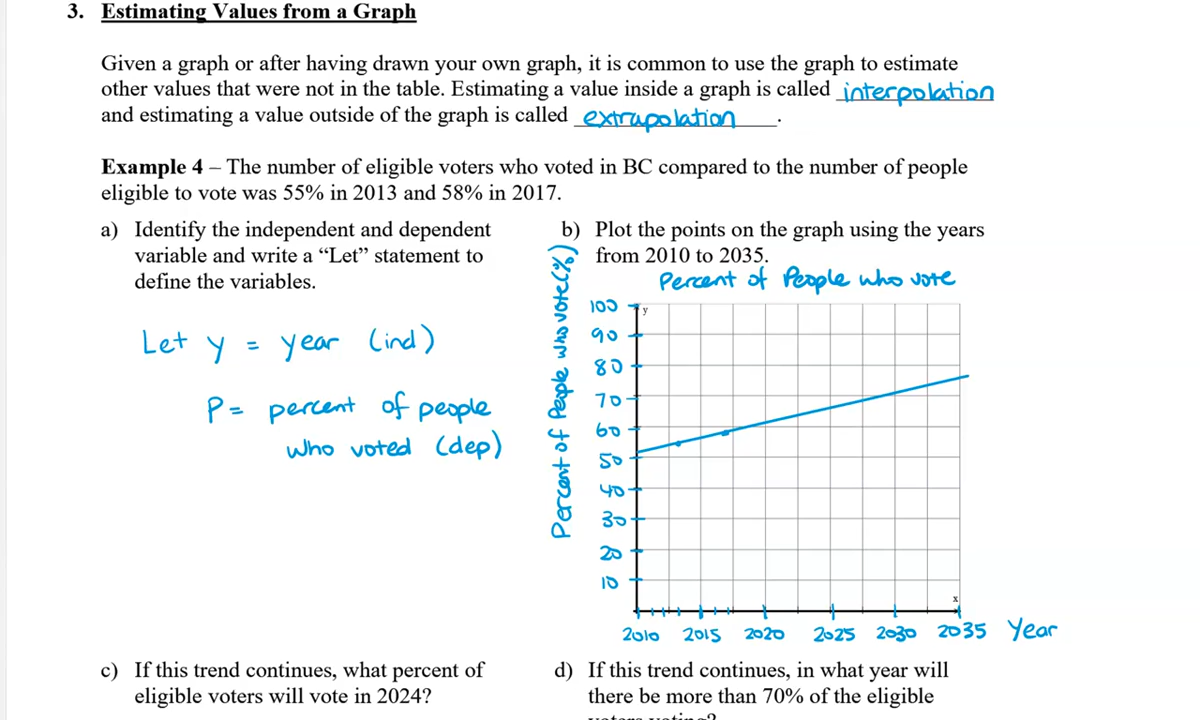 3. Estimating Values from a Graph
Given a graph or after having drawn your own graph, it is common to use the graph to estimate
other values that were not in the table. Estimating a value inside a graph is called interpolation
and estimating a value outside of the graph is called extrapolation.
Example 4 – The number of eligible voters who voted in BC compared to the number of people
eligible to vote was 55% in 2013 and 58% in 2017.
a) Identify the independent and dependent
variable and write a “Let” statement to
define the variables.
Let y = year (ind)
P = percent of people
who voted (dep)
b) Plot the points on the graph using the years
from 2010 to 2035.
Percent of People who vote
Percent of People who vote (%)
100
y
90
80
70
60
50
40
30
20
10
x
2010 2015 2020 2025 2030 2035 Year
c) If this trend continues, what percent of
eligible voters will vote in 2024?
d) If this trend continues, in what year will
there be more than 70% of the eligible
voters voting?